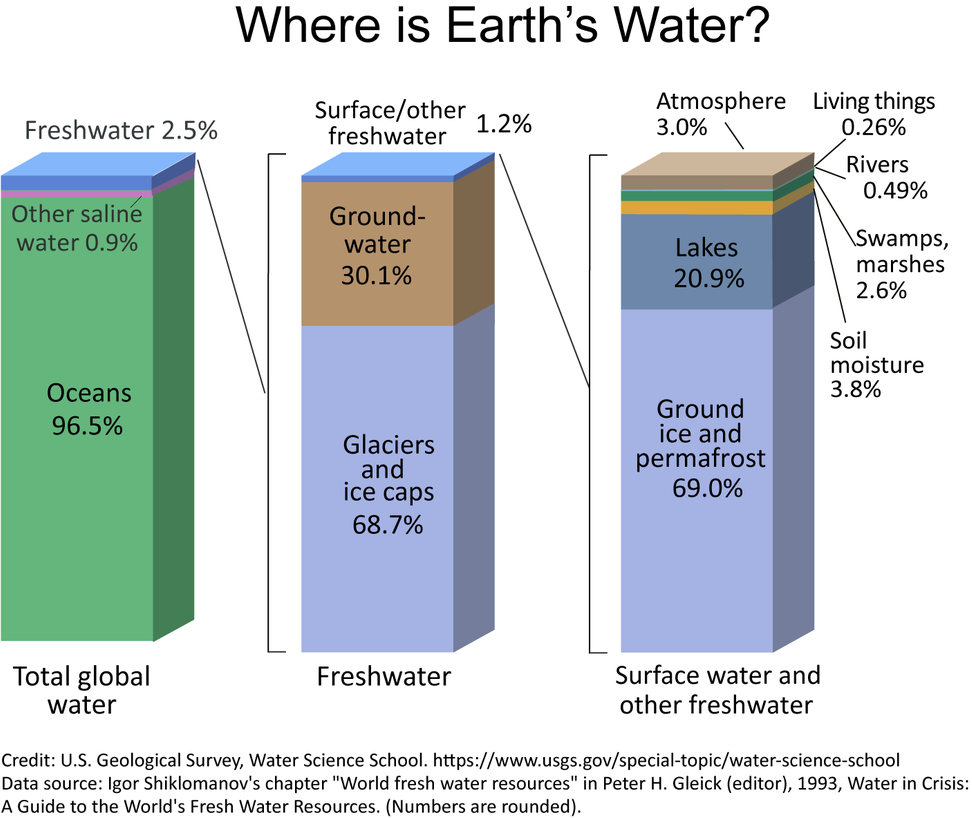 Where is Earth's Water?
Freshwater 2.5%
Other saline
water 0.9%
Oceans
96.5%
Total global
water
Surface/other
freshwater
1.2%
Ground-
water
30.1%
Glaciers
and
ice caps
68.7%
Freshwater
Atmosphere
3.0%
Living things
0.26%
Rivers
0.49%
Swamps,
marshes
2.6%
Soil
moisture
3.8%
Lakes
20.9%
Ground
ice and
permafrost
69.0%
Surface water and
other freshwater
Credit: U.S. Geological Survey, Water Science School. https://www.usgs.gov/special-topic/water-science-school
Data source: Igor Shiklomanov's chapter "World fresh water resources" in Peter H. Gleick (editor), 1993, Water in Crisis:
A Guide to the World's Fresh Water Resources. (Numbers are rounded).